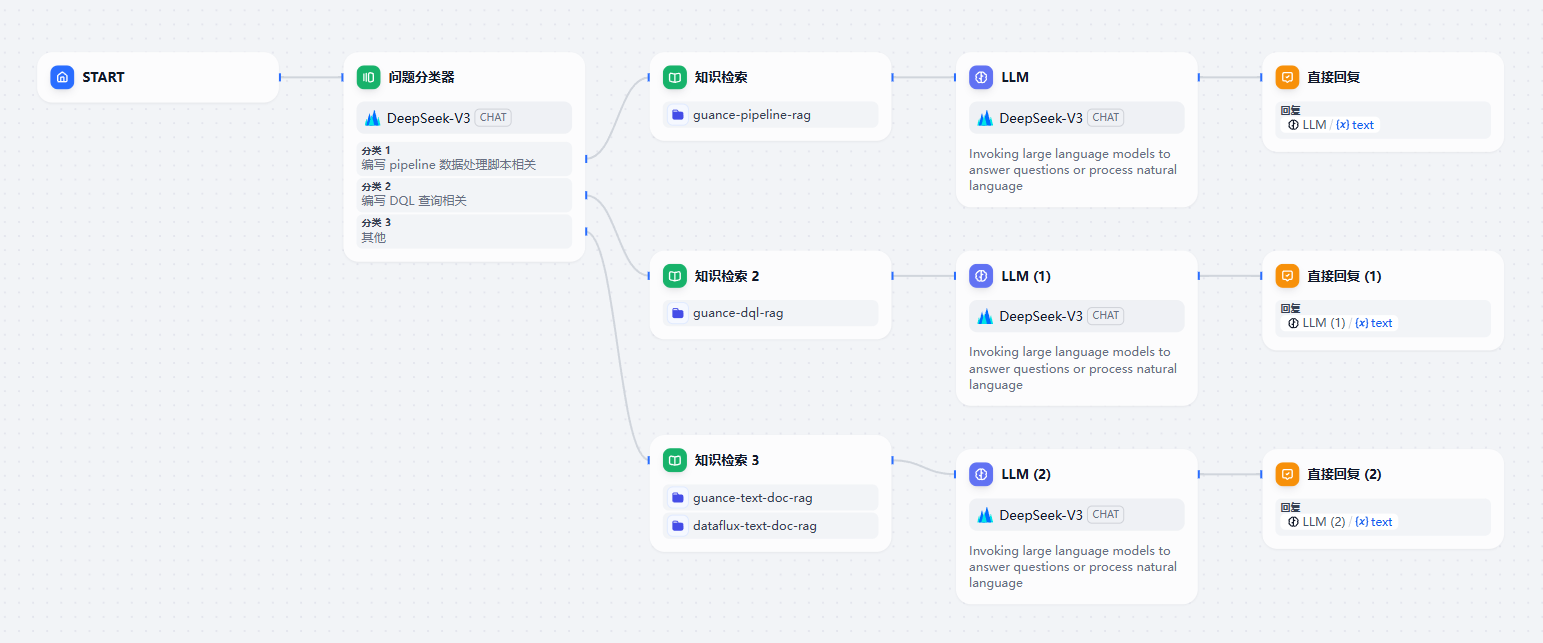 START
问题分类器
DeepSeek-V3 CHAT
分类 1
编写 pipeline 数据处理脚本相关
分类 2
编写 DQL 查询相关
分类 3
其他
知识检索
guance-pipeline-rag
LLM
DeepSeek-V3 CHAT
Invoking large language models to
answer questions or process natural
language
直接回复
回复
LLM / {x} text
知识检索 2
guance-dql-rag
LLM (1)
DeepSeek-V3 CHAT
Invoking large language models to
answer questions or process natural
language
直接回复 (1)
回复
LLM (1) / {x} text
知识检索 3
guance-text-doc-rag
dataflux-text-doc-rag
LLM (2)
DeepSeek-V3 CHAT
Invoking large language models to
answer questions or process natural
language
直接回复 (2)
回复
LLM (2) / {x} text